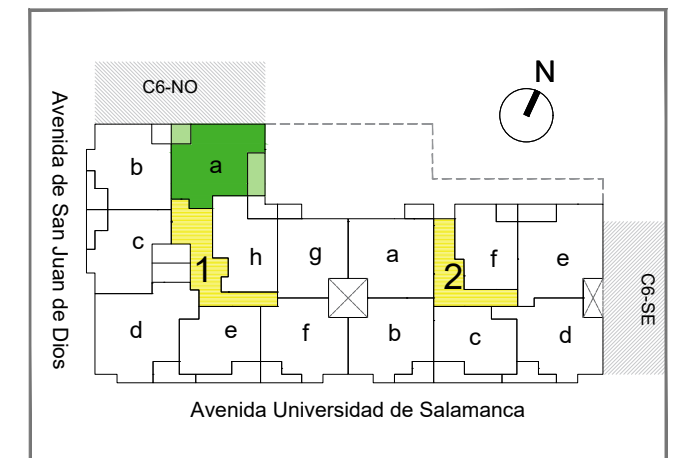 N
C6-NO
Avenida de San Juan de Dios
b
a
c
1
h
g
a
2
f
e
C6-SE
d
e
f
b
c
d
Avenida Universidad de Salamanca